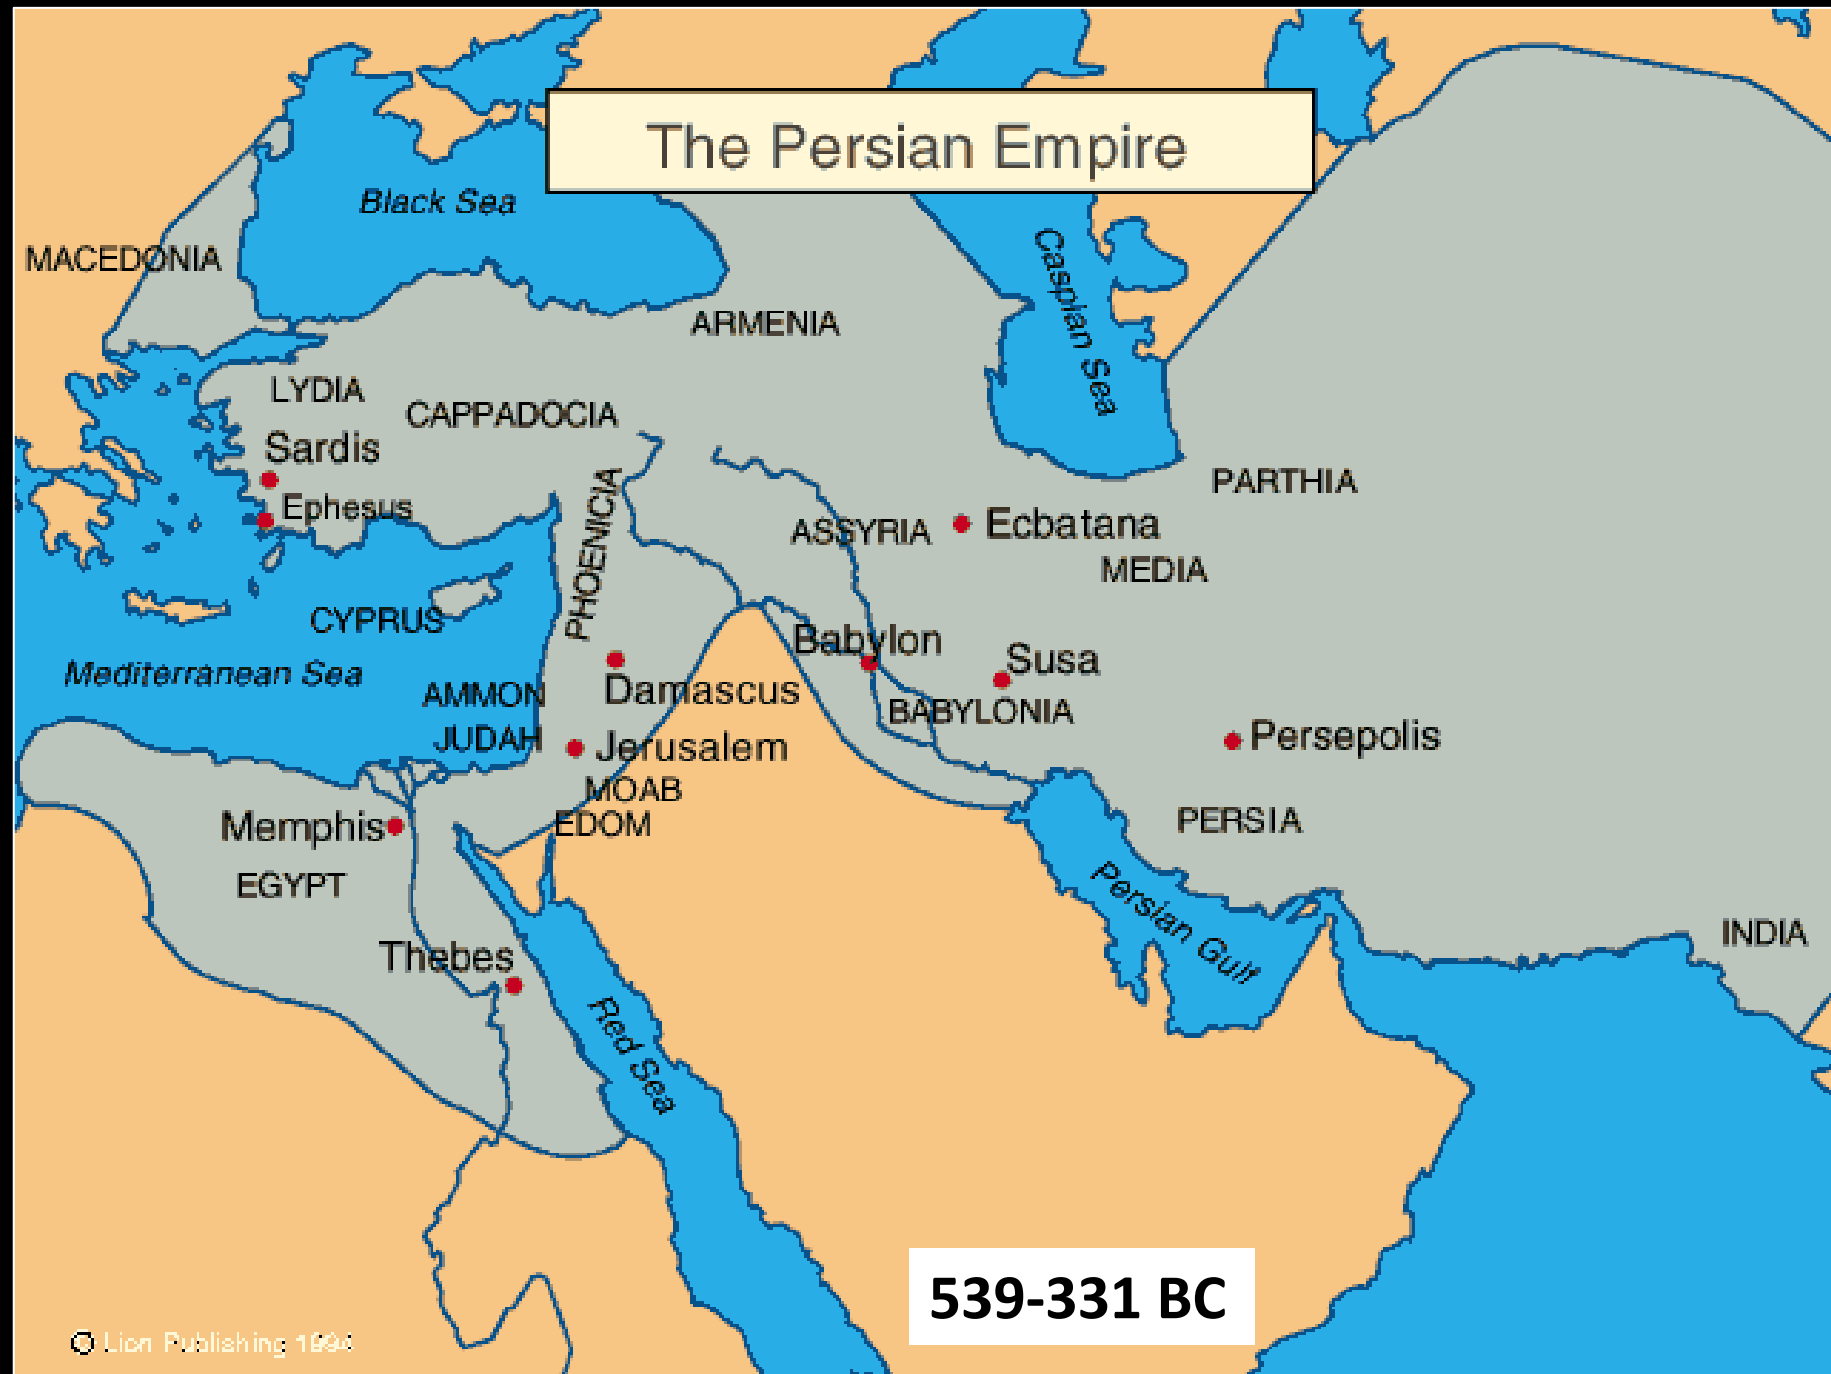 The Persian Empire
Black Sea
MACEDONIA
Caspian Sea
ARMENIA
LYDIA
CAPPADOCIA
Sardis
PARTHIA
Ephesus
PHOENICIA
ASSYRIA
Ecbatana
MEDIA
CYPRUS
Babylon
Susa
Mediterranean Sea
AMMON
Damascus
BABYLONIA
JUDAH
Jerusalem
Persepolis
MOAB
Memphis
EDOM
PERSIA
EGYPT
Persian Gulf
INDIA
Thebes
Red Sea
539-331 BC
© Lion Publishing 1994